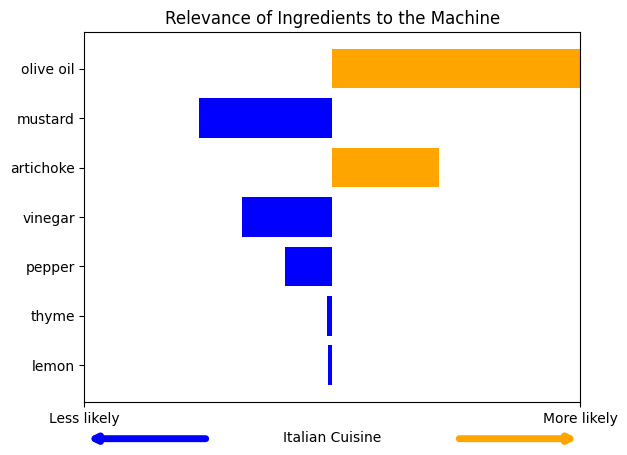 Relevance of Ingredients to the Machine
olive oil
mustard
artichoke
vinegar
pepper
thyme
lemon
Less likely
More likely
Italian Cuisine